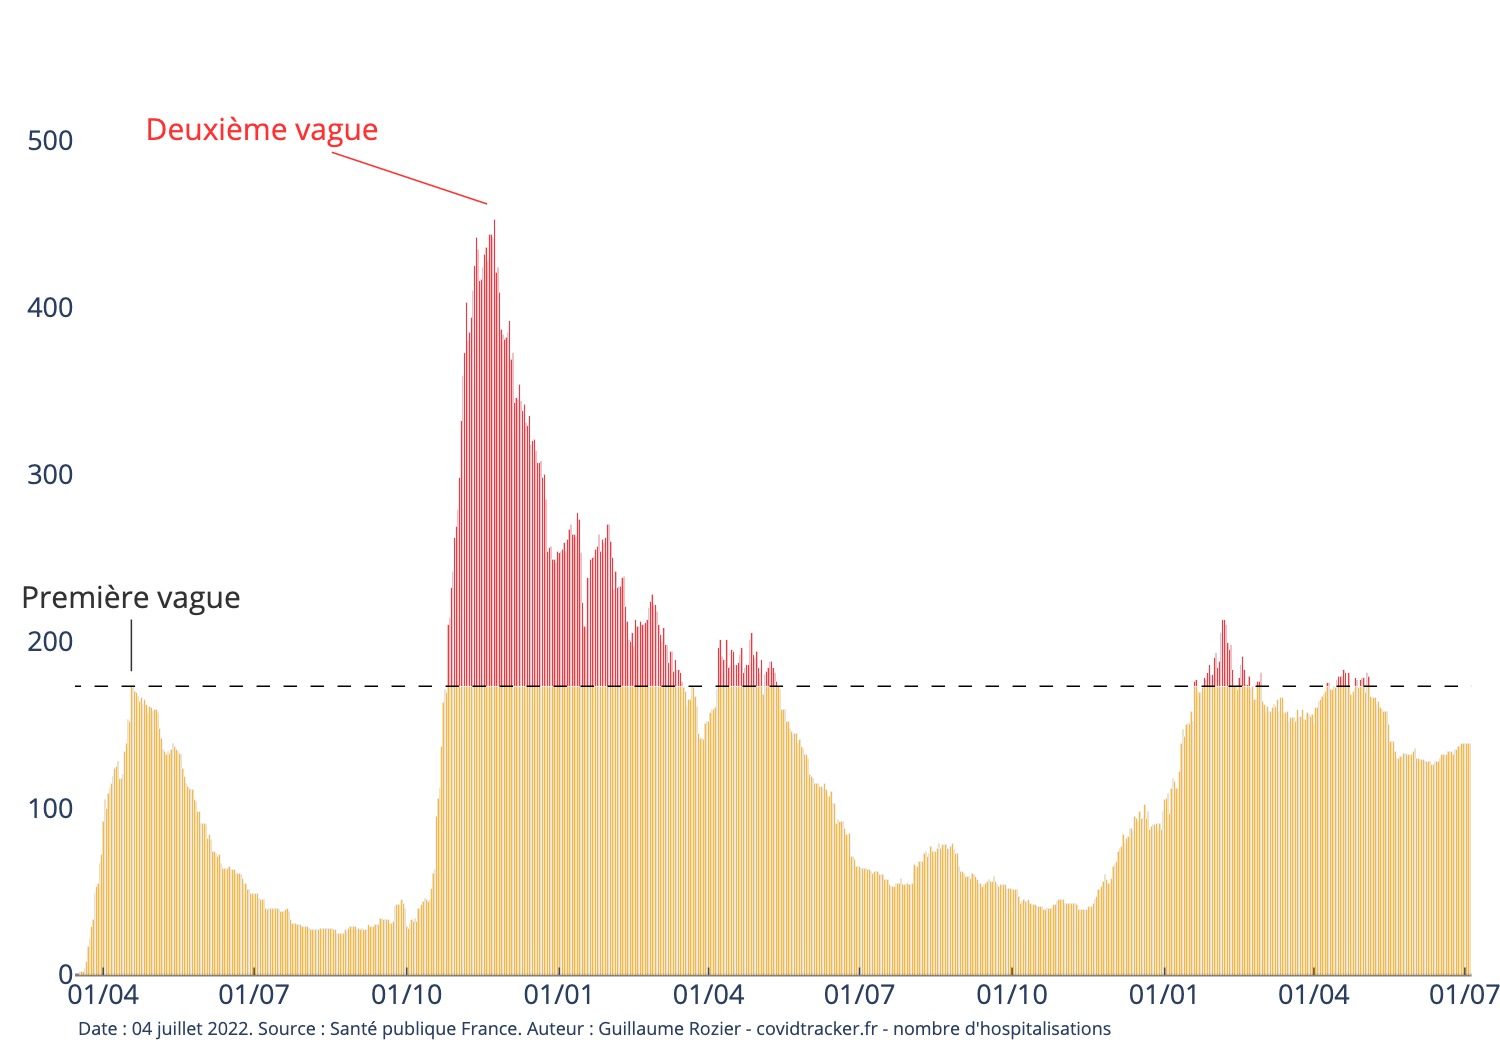 Deuxième vague
500
400
300
Première vague
200
100
0
01/04 01/07 01/10 01/01 01/04 01/07 01/10 01/01 01/04 01/07
Date : 04 juillet 2022. Source : Santé publique France. Auteur : Guillaume Rozier - covidtracker.fr - nombre d'hospitalisations